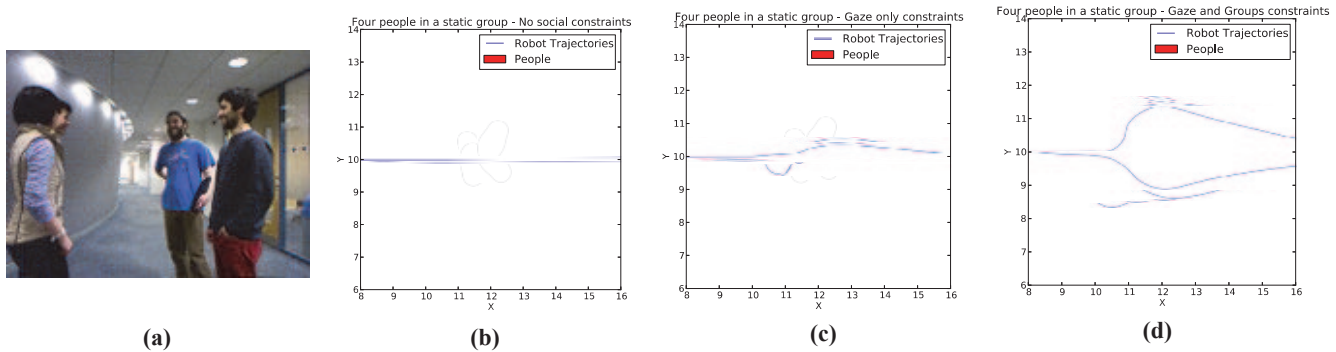 Four people in a static group - No social constraints
14
13
12
11
10
9
8
7
6
Y
8 9 10 11 12 13 14 15 16
X
Robot Trajectories
People
Four people in a static group - Gaze only constraints
14
13
12
11
10
9
8
7
6
Y
8 9 10 11 12 13 14 15 16
X
Robot Trajectories
People
Four people in a static group - Gaze and Groups constraints
14
13
12
11
10
9
8
7
6
Y
8 9 10 11 12 13 14 15 16
X
Robot Trajectories
People
(a)
(b)
(c)
(d)